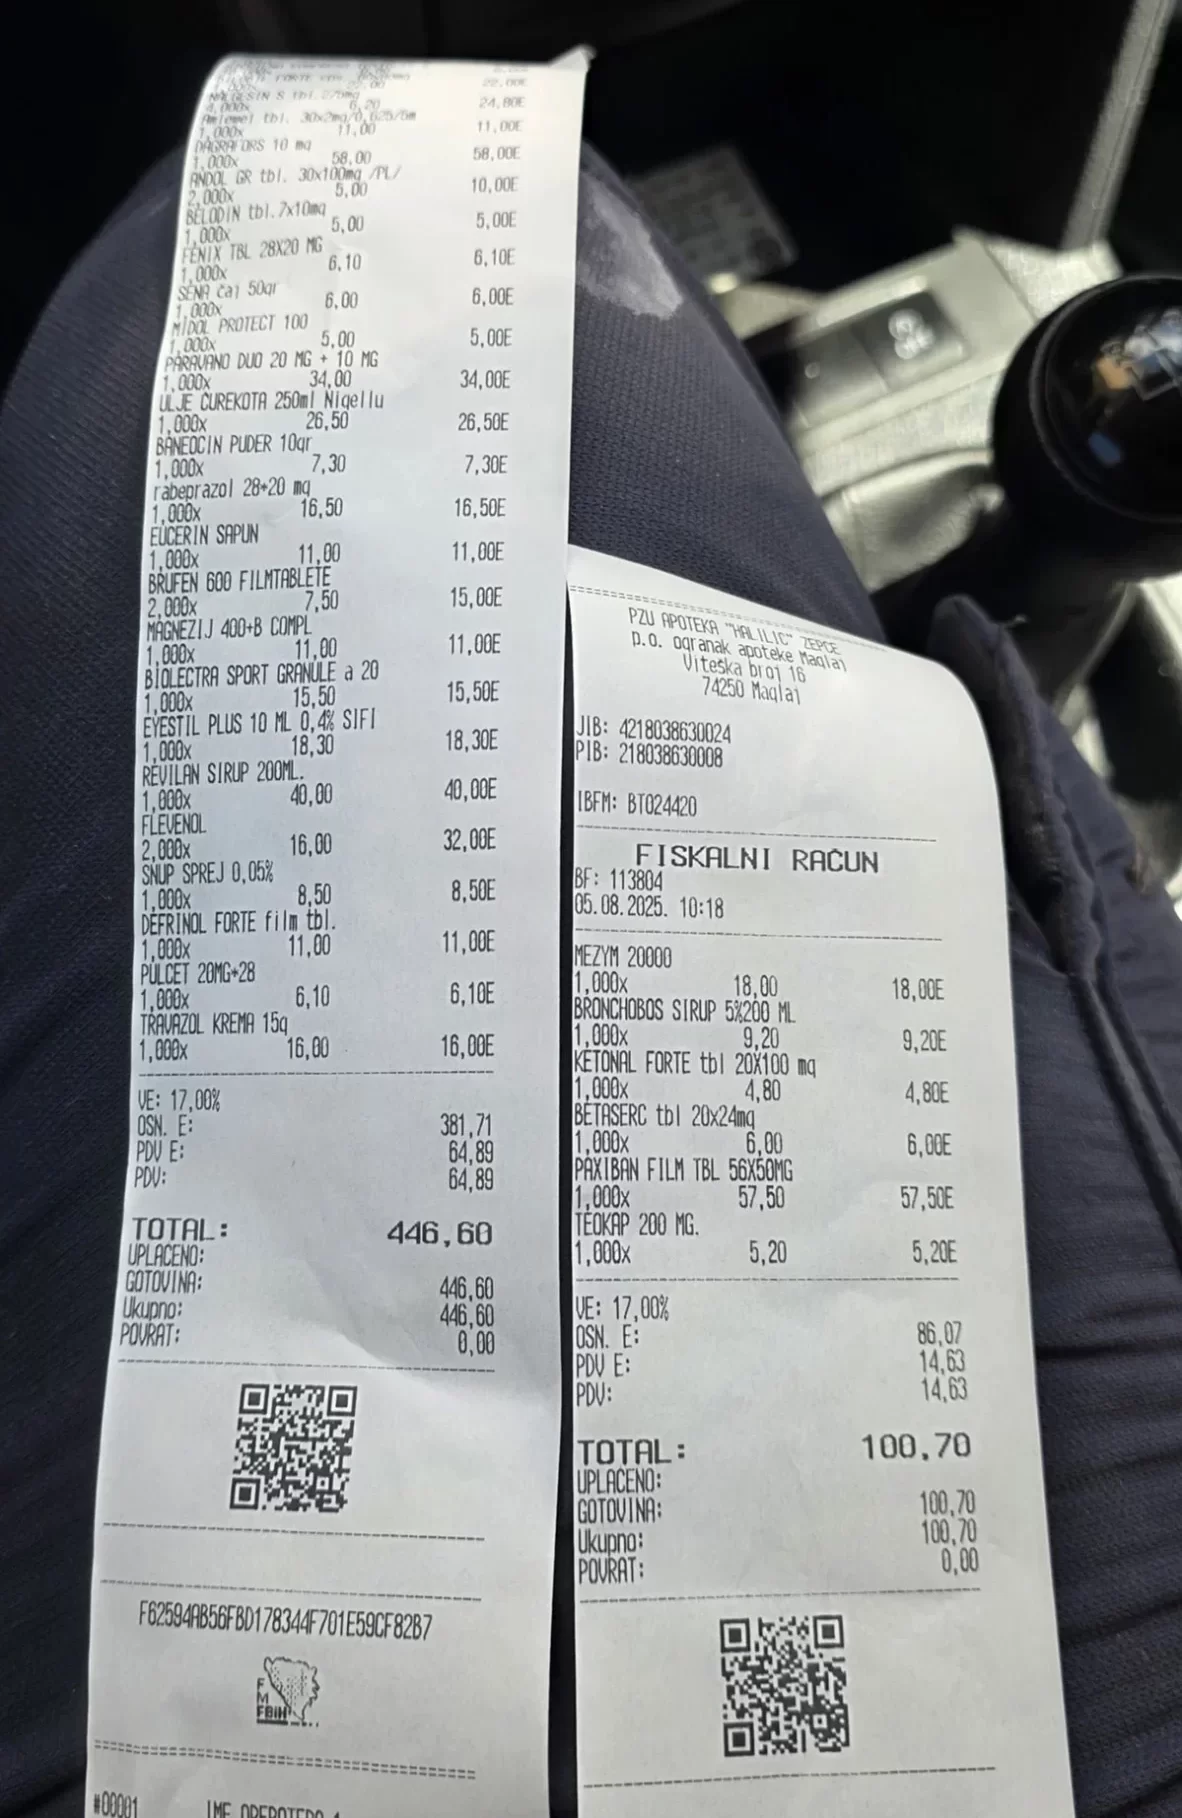 FORTE
22,00 22,00E
NALGESIN S tbl.275mg
4,000x 6,20 24,80E
Amlewel tbl. 30x2mg/0,625/5m
1,000x 11,00 11,00E
DAGRAFORS 10 mg
1,000x 58,00 58,00E
ANDOL GR tbl. 30x100mg /PL/
2,000x 5,00 10,00E
BELODIN tbl.7x10mg
1,000x 5,00 5,00E
FENIX TBL 28X20 MG
1,000x 6,10 6,10E
SENA čaj 50gr
1,000x 6,00 6,00E
MIDOL PROTECT 100
1,000x 5,00 5,00E
PARAVANO DUO 20 MG + 10 MG
1,000x 34,00 34,00E
ULJE ČUREKOTA 250ml Nigellu
1,000x 26,50 26,50E
BANEOCIN PUDER 10gr
1,000x 7,30 7,30E
rabeprazol 28*20 mg
1,000x 16,50 16,50E
EUCERIN SAPUN
1,000x 11,00 11,00E
BRUFEN 600 FILMTABLETE
2,000x 7,50 15,00E
MAGNEZIJ 400+B COMPL
1,000x 11,00 11,00E
BIOLECTRA SPORT GRANULE a 20
1,000x 15,50 15,50E
EYESTIL PLUS 10 ML 0,4% SIFI
1,000x 18,30 18,30E
REVILAN SIRUP 200ML.
1,000x 40,00 40,00E
FLEVENOL
2,000x 16,00 32,00E
SNUP SPREJ 0,05%
1,000x 8,50 8,50E
DEFRINOL FORTE film tbl.
1,000x 11,00 11,00E
PULCET 20MG*28
1,000x 6,10 6,10E
TRAVAZOL KREMA 15g
1,000x 16,00 16,00E
VE: 17,00%
OSN. E: 381,71
PDV E: 64,89
PDV: 64,89
TOTAL: 446,60
UPLAĆENO:
GOTOVINA: 446,60
Ukupno: 446,60
POVRAT: 0,00
F62594AB56FBD178344F701E59CF82B7
F
M
FBiH
#00001 IME OPERATERA
PZU APOTEKA "HALILIC" ZEPCE
p.o. ogranak apoteke Maglaj
Viteška broj 16
74250 Maglaj
JIB: 4218038630024
PIB: 218038630008
IBFM: BT024420
FISKALNI RAČUN
BF: 113804
05.08.2025. 10:18
MEZYM 20000
1,000x 18,00 18,00E
BRONCHOBOS SIRUP 5%200 ML
1,000x 9,20 9,20E
KETONAL FORTE tbl 20X100 mg
1,000x 4,80 4,80E
BETASERC tbl 20x24mg
1,000x 6,00 6,00E
PAXIBAN FILM TBL 56X50MG
1,000x 57,50 57,50E
TEOKAP 200 MG.
1,000x 5,20 5,20E
VE: 17,00%
OSN. E: 86,07
PDV E: 14,63
PDV: 14,63
TOTAL: 100,70
UPLAĆENO:
GOTOVINA: 100,70
Ukupno: 100,70
POVRAT: 0,00